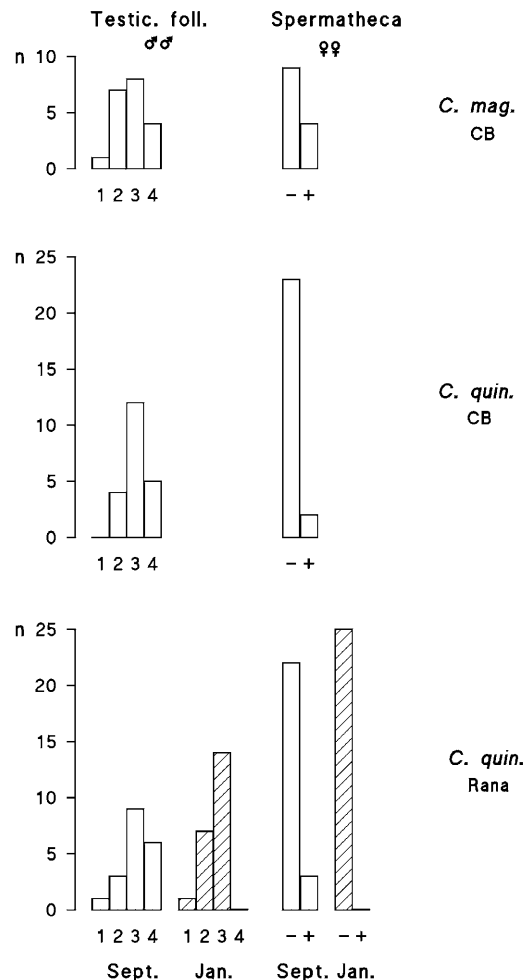 Testic. foll. Spermatheca
♂♂ ♀♀
n 10
5
0
1 2 3 4 – +
C. mag.
CB
n 25
20
15
10
5
0
1 2 3 4 – +
C. quin.
CB
n 25
20
15
10
5
0
1 2 3 4 1 2 3 4 – + – +
Sept. Jan. Sept. Jan.
C. quin.
Rana